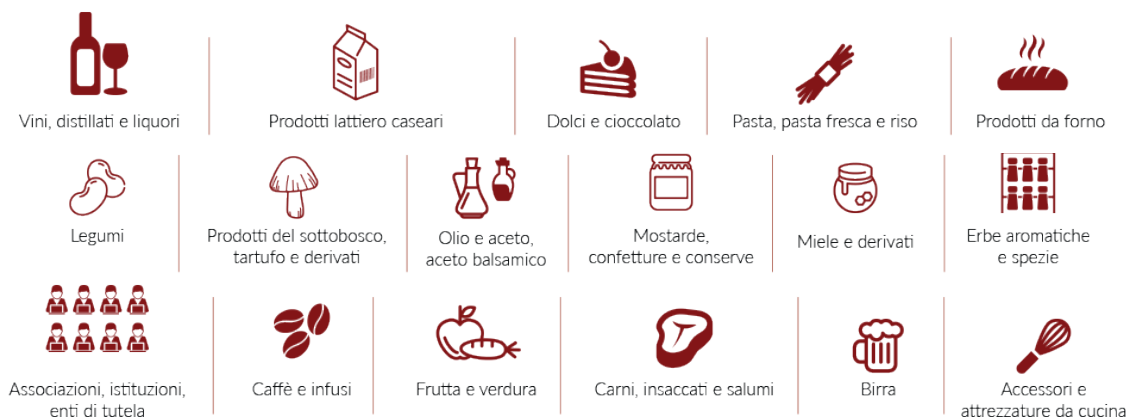 Vini, distillati e liquori
Prodotti lattiero caseari
Dolci e cioccolato
Pasta, pasta fresca e riso
Prodotti da forno
Legumi
Prodotti del sottobosco,
tartufo e derivati
Olio e aceto,
aceto balsamico
Mostarde,
confetture e conserve
Miele e derivati
Erbe aromatiche
e spezie
Associazioni, istituzioni,
enti di tutela
Caffè e infusi
Frutta e verdura
Carni, insaccati e salumi
Birra
Accessori e
attrezzature da cucina